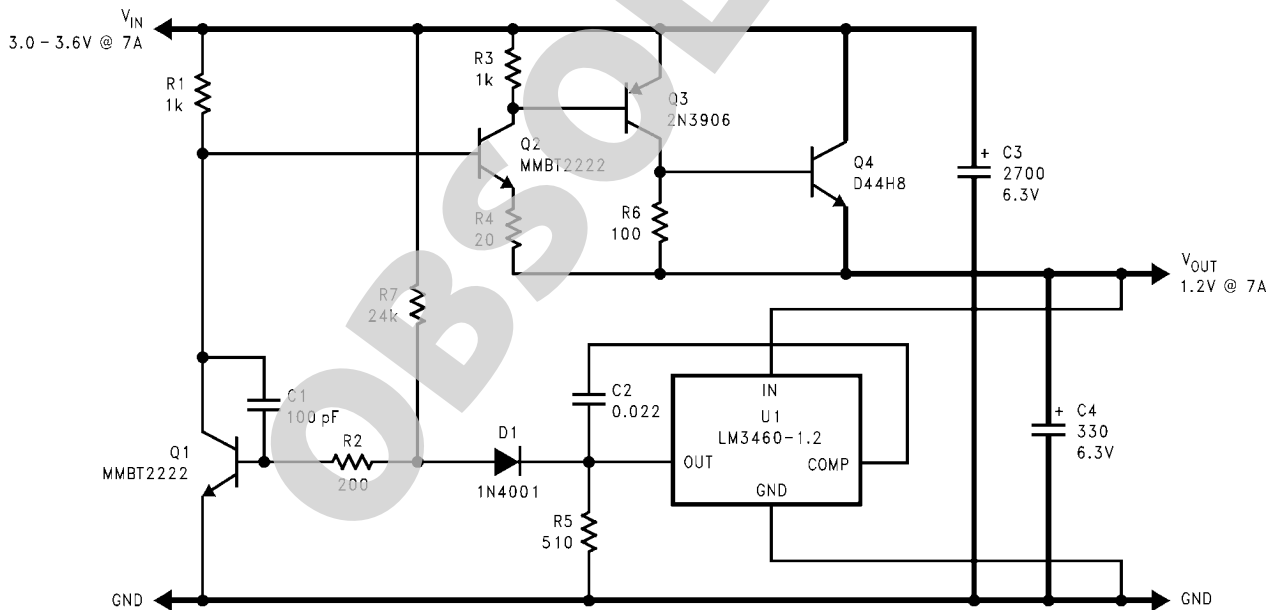 V_IN
3.0 – 3.6V @ 7A
R1
1k
R3
1k
Q3
2N3906
Q2
MMBT2222
Q4
D44H8
+ C3
2700
6.3V
R4
20
R6
100
V_OUT
1.2V @ 7A
R7
24k
C1
100 pF
C2
0.022
IN
U1
LM3460-1.2
OUT
COMP
GND
+ C4
330
6.3V
Q1
MMBT2222
R2
200
D1
1N4001
R5
510
GND
GND
OBSOL